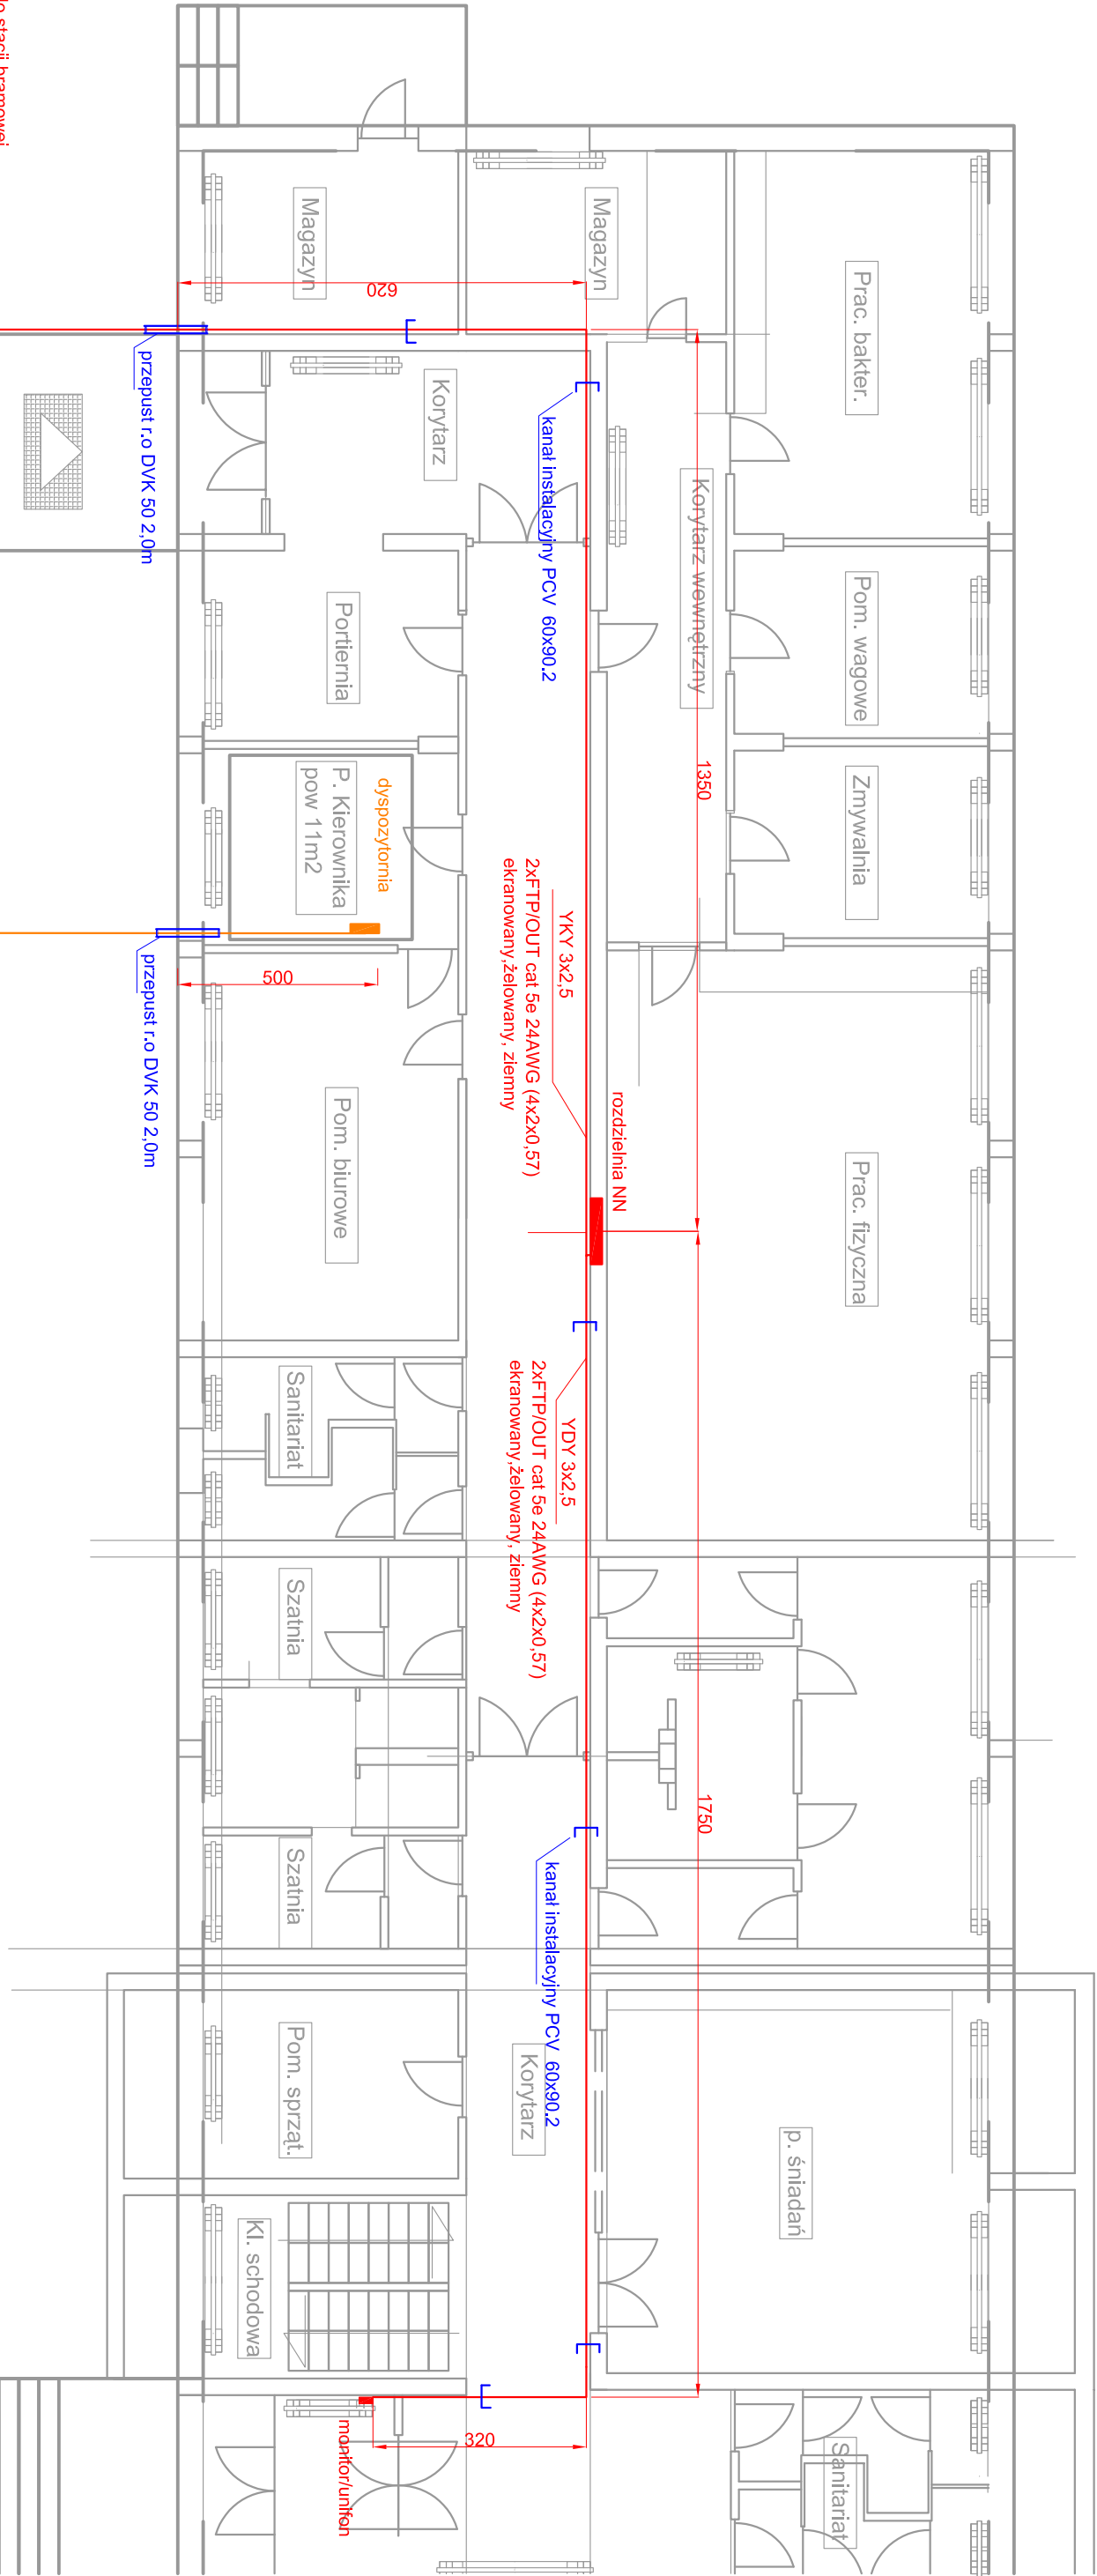 do stacji bramowej
Magazyn
Magazyn
Prac. bakter.
620
przepust r.o DVK 50 2,0m
Korytarz
kanał instalacyjny PCV 60x90.2
Korytarz wewnętrzny
Pom. wagowe
Portiernia
1350
Zmywalnia
dyspozytornia
P. Kierownika
pow 11m2
YKY 3x2,5
2xFTP/OUT cat 5e 24AWG (4x2x0,57)
ekranowany,żelowany, ziemny
500
przepust r.o DVK 50 2,0m
Pom. biurowe
rozdzielnia NN
Prac. fizyczna
YDY 3x2,5
2xFTP/OUT cat 5e 24AWG (4x2x0,57)
ekranowany,żelowany, ziemny
Sanitariat
Szatnia
1750
Szatnia
kanał instalacyjny PCV 60x90.2
Korytarz
Pom. sprząt.
p. śniadań
Kl. schodowa
320
monitor/unifon
Sanitariat